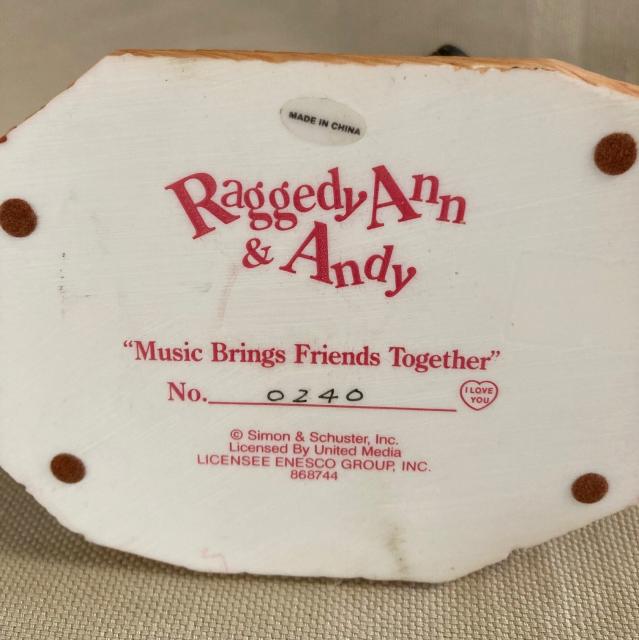 MADE IN CHINA
Raggedy Ann
& Andy
“Music Brings Friends Together”
No. 0240
I LOVE
YOU
© Simon & Schuster, Inc.
Licensed By United Media
LICENSEE ENESCO GROUP, INC.
868744